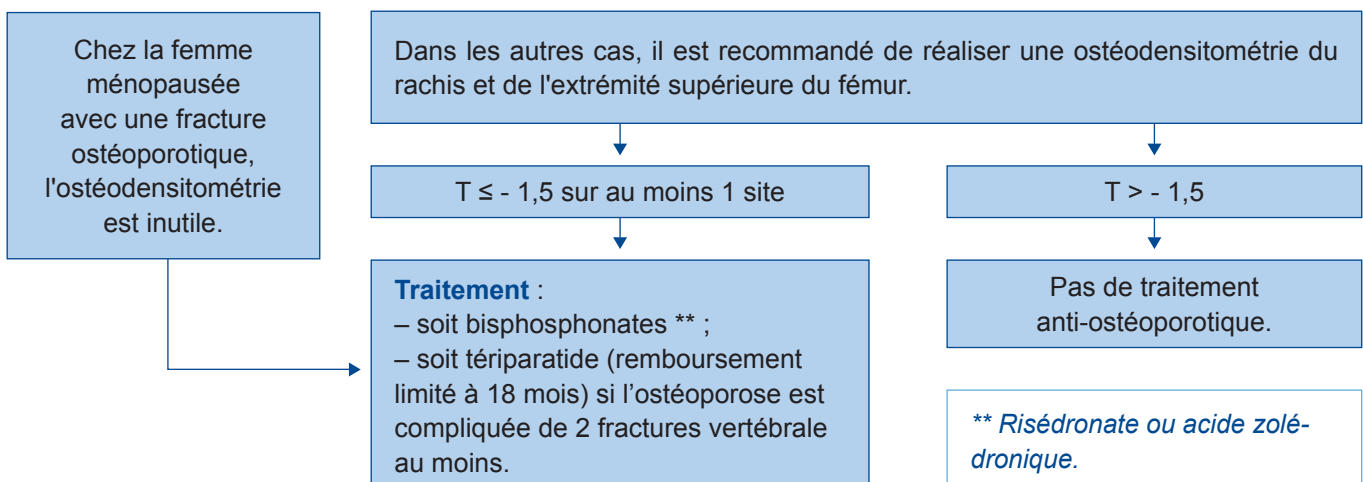 Chez la femme
ménopausée
avec une fracture
ostéoporotique,
l'ostéodensitométrie
est inutile.
Dans les autres cas, il est recommandé de réaliser une ostéodensitométrie du
rachis et de l'extrémité supérieure du fémur.
T ≤ - 1,5 sur au moins 1 site
T > - 1,5
Traitement :
– soit bisphosphonates ** ;
– soit tériparatide (remboursement
limité à 18 mois) si l’ostéoporose est
compliquée de 2 fractures vertébrale
au moins.
Pas de traitement
anti-ostéoporotique.
** Risédronate ou acide zolé-
dronique.